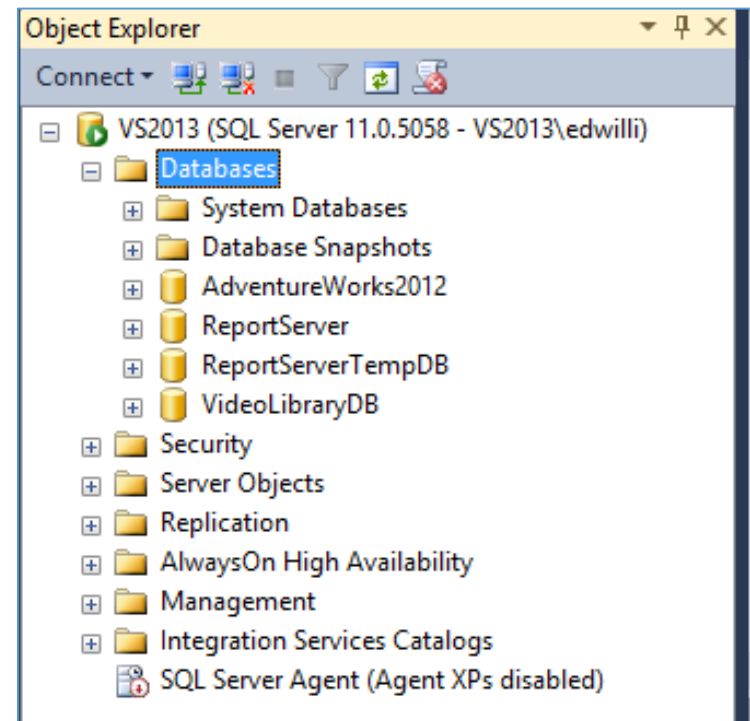 Object Explorer
Connect
VS2013 (SQL Server 11.0.5058 - VS2013\edwilli)
Databases
System Databases
Database Snapshots
AdventureWorks2012
ReportServer
ReportServerTempDB
VideoLibraryDB
Security
Server Objects
Replication
AlwaysOn High Availability
Management
Integration Services Catalogs
SQL Server Agent (Agent XPs disabled)